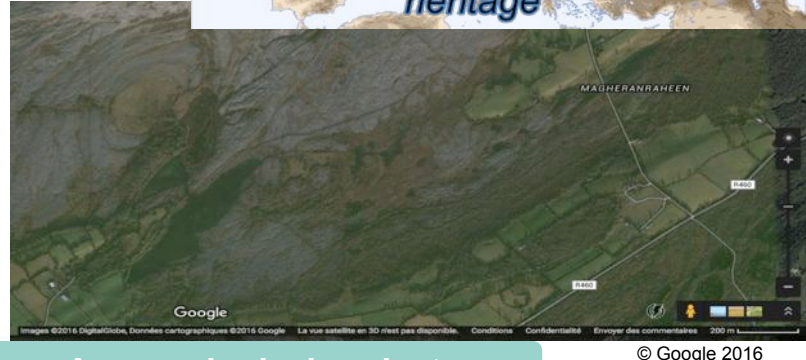 heritage
MAGHERANRAHEEN
R460
R460
Google
Images ©2016 DigitalGlobe, Données cartographiques ©2016 Google La vue satellite en 3D n'est pas disponible. Conditions Confidentialité Envoyer des commentaires 200 m
© Google 2016